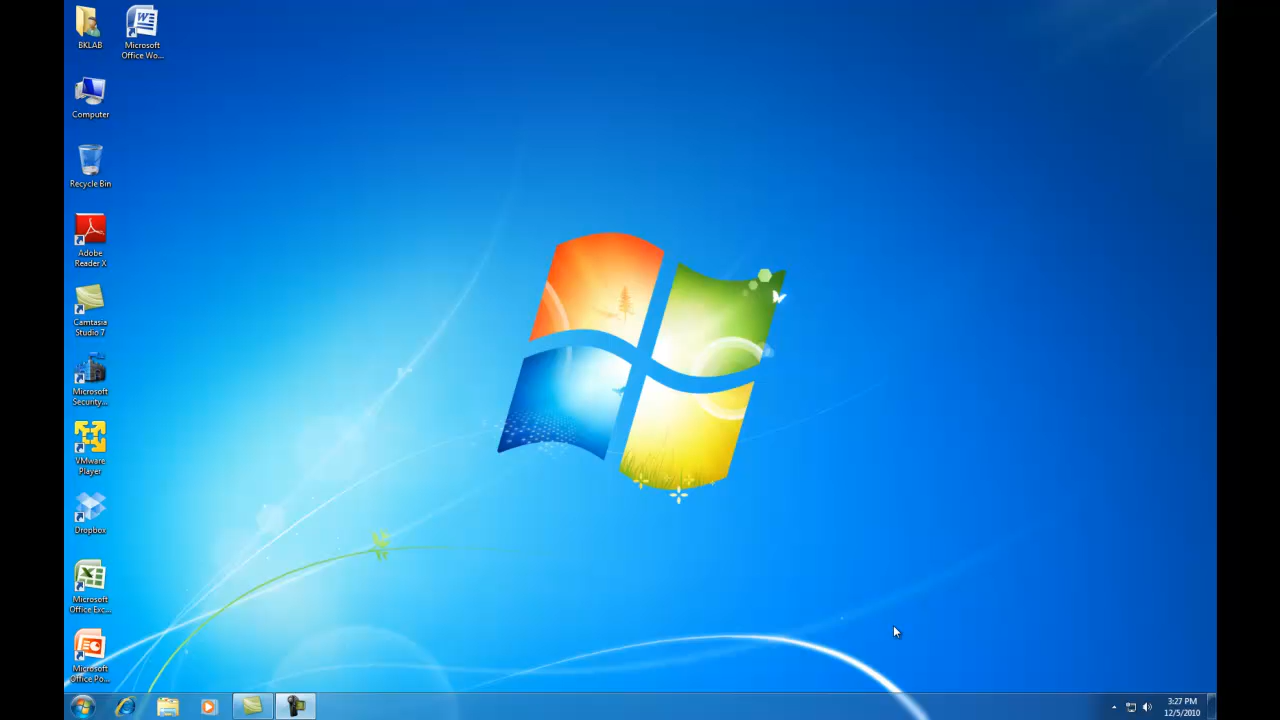 BKLAB
Microsoft
Office Wo...
Computer
Recycle Bin
Adobe
Reader X
Camtasia
Studio 7
Microsoft
Security...
VMware
Player
Dropbox
Microsoft
Office Exc...
Microsoft
Office Po...
3:27 PM
12/5/2010